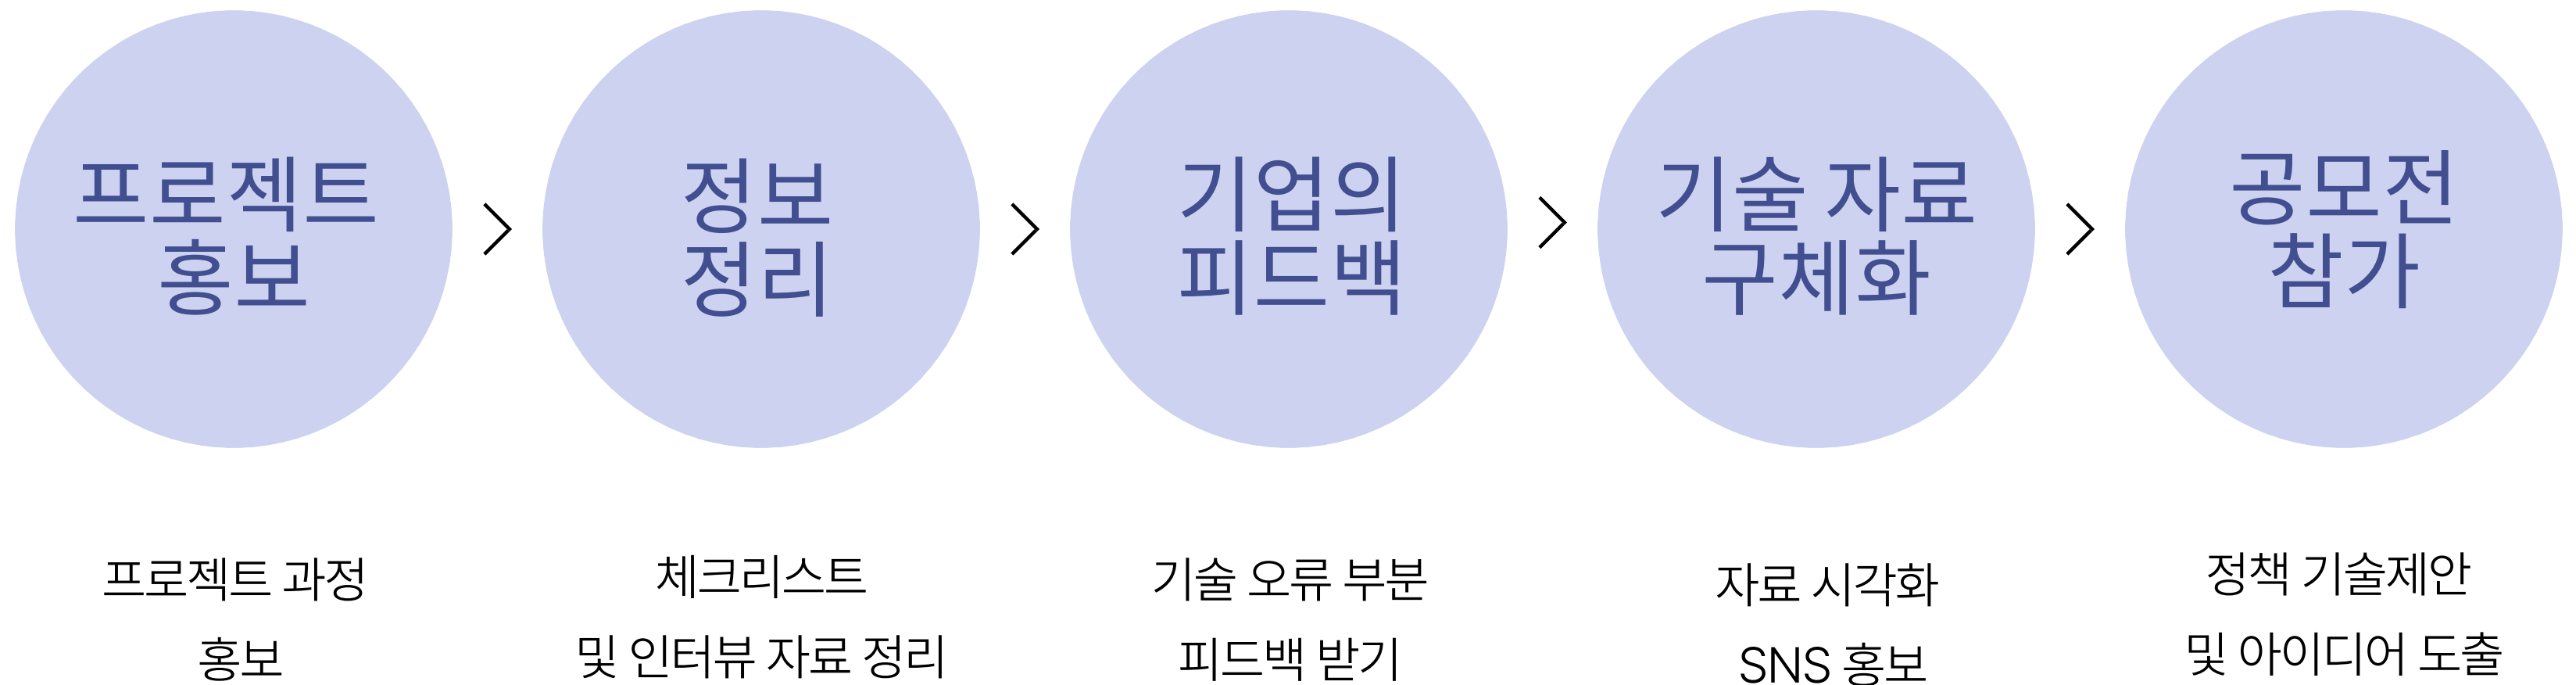 프로젝트
홍보
정보
정리
기업의
피드백
기술 자료
구체화
공모전
참가
프로젝트 과정
홍보
체크리스트
및 인터뷰 자료 정리
기술 오류 부분
피드백 받기
자료 시각화
SNS 홍보
정책 기술제안
및 아이디어 도출